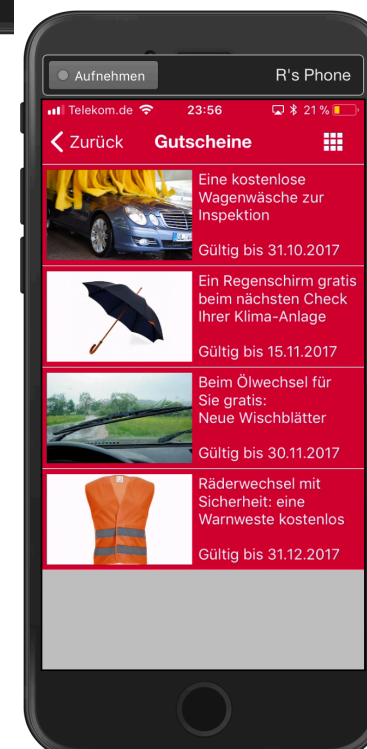 Aufnehmen
R's Phone
Telekom.de
23:56
21 %
Zurück
Gutscheine
Eine kostenlose
Wagenwäsche zur
Inspektion
Gültig bis 31.10.2017
Ein Regenschirm gratis
beim nächsten Check
Ihrer Klima-Anlage
Gültig bis 15.11.2017
Beim Ölwechsel für
Sie gratis:
Neue Wischblätter
Gültig bis 30.11.2017
Räderwechsel mit
Sicherheit: eine
Warnweste kostenlos
Gültig bis 31.12.2017